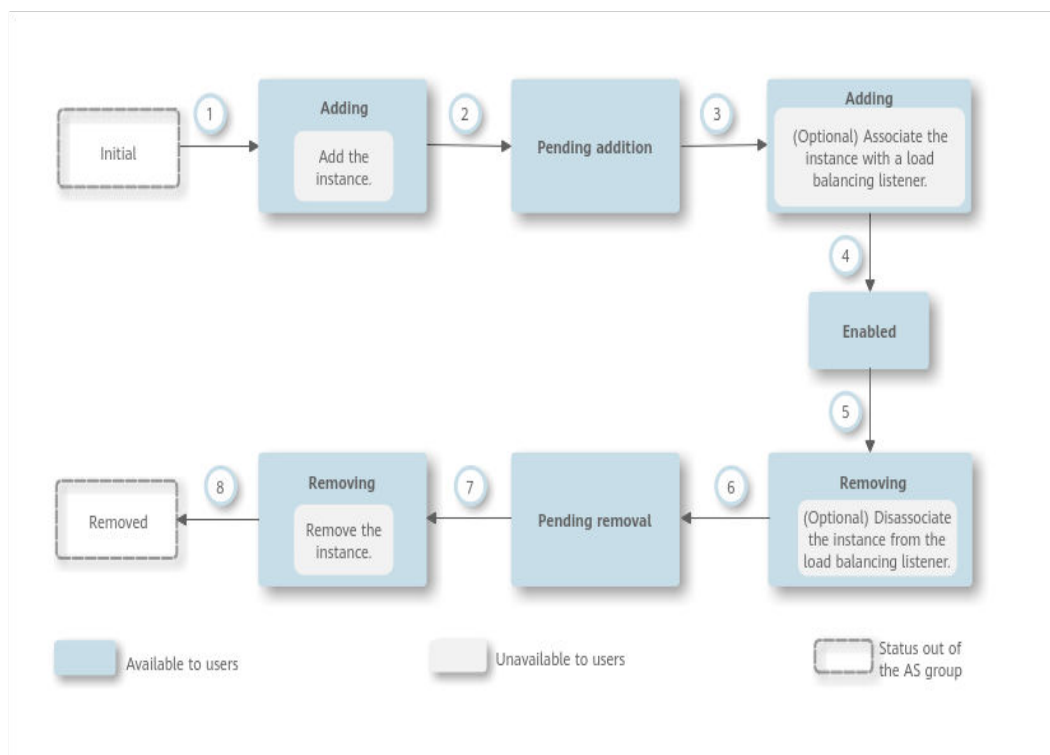 Initial
1
Adding
Add the
instance.
2
Pending addition
3
Adding
(Optional) Associate the
instance with a load
balancing listener.
4
Enabled
5
Removing
(Optional) Disassociate
the instance from the
load balancing listener.
6
Pending removal
7
Removing
Remove the
instance.
8
Removed
Available to users
Unavailable to users
Status out of
the AS group